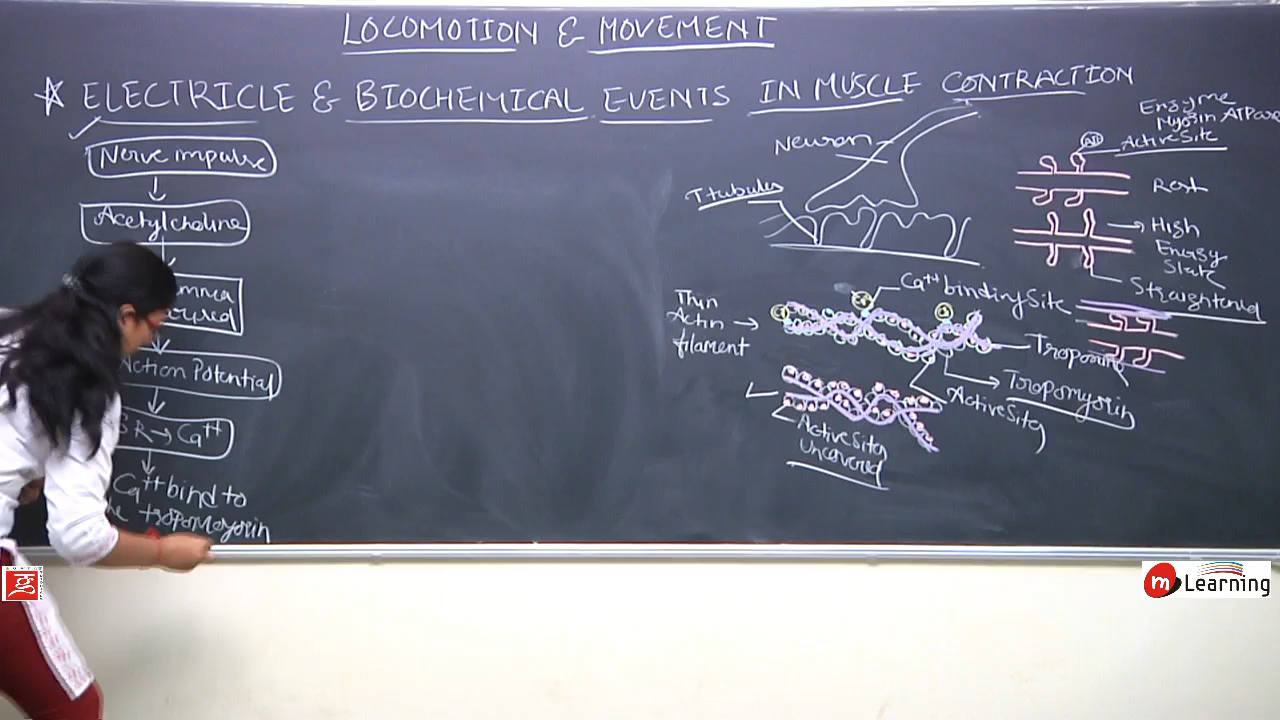 LOCOMOTION & MOVEMENT
ELECTRICLE & BIOCHEMICAL EVENTS IN MUSCLE CONTRACTION
Nerve impulse
Acetylcholine
Action Potential
SR → Ca++
Ca++ bind to
tropomyosin
Neuron
T tubules
Enzyme
Myosin ATPase
Active Site
Rest
High
Energy
State
Straightened
Ca++ binding Site
Thin
Actin
filament
Troponin
Tropomyosin
Active Site
Active Site
Uncovered
m Learning